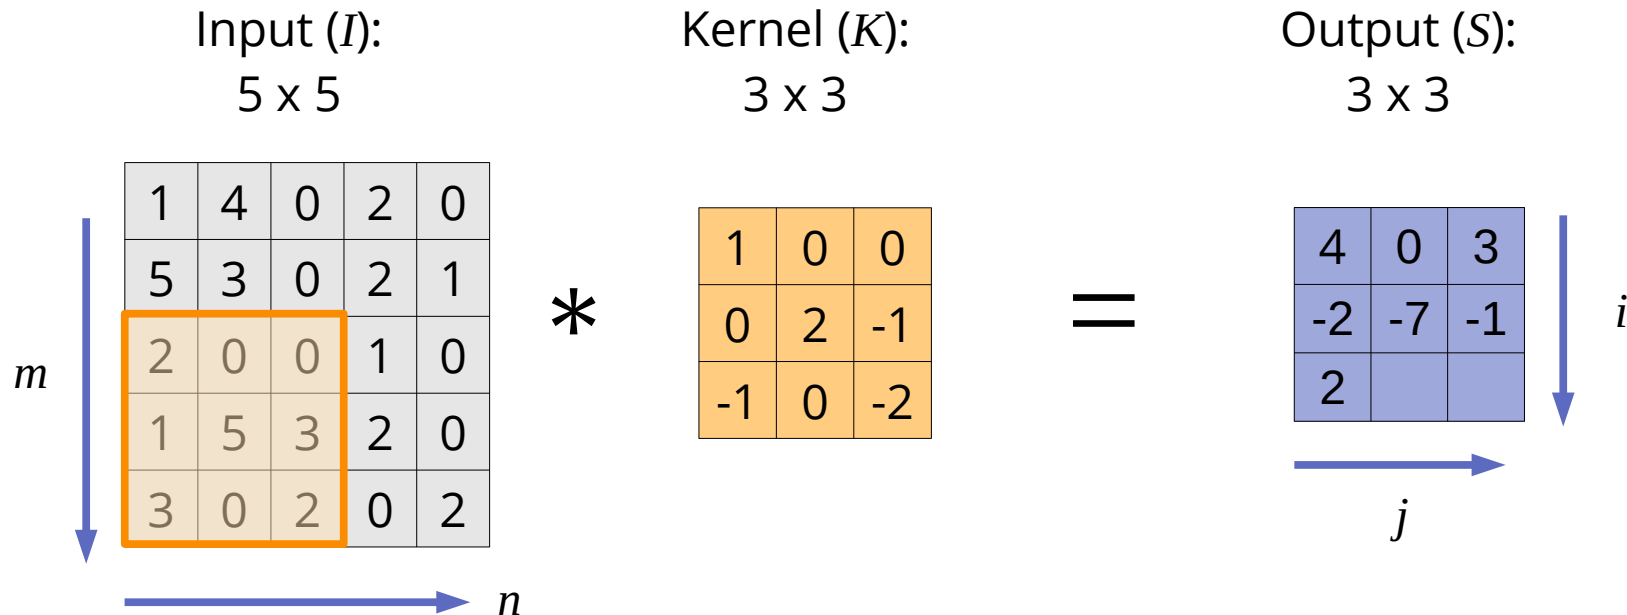 Input (I): Kernel (K): Output (S):
5 x 5 3 x 3 3 x 3
1 4 0 2 0
5 3 0 2 1
2 0 0 1 0
1 5 3 2 0
3 0 2 0 2
m
n
*
1 0 0
0 2 -1
-1 0 -2
=
4 0 3
-2 -7 -1
2
i
j